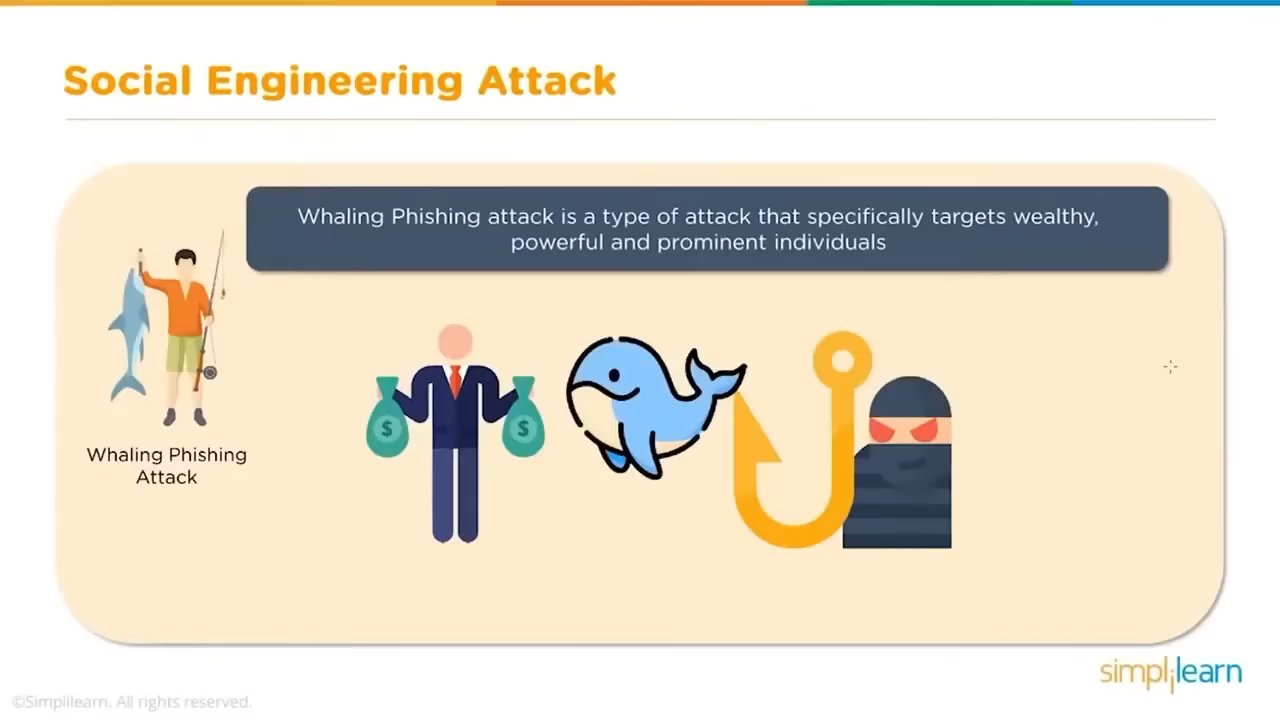 Social Engineering Attack
Whaling Phishing attack is a type of attack that specifically targets wealthy,
powerful and prominent individuals
$ $
Whaling Phishing
Attack
simplilearn
©Simplilearn. All rights reserved.